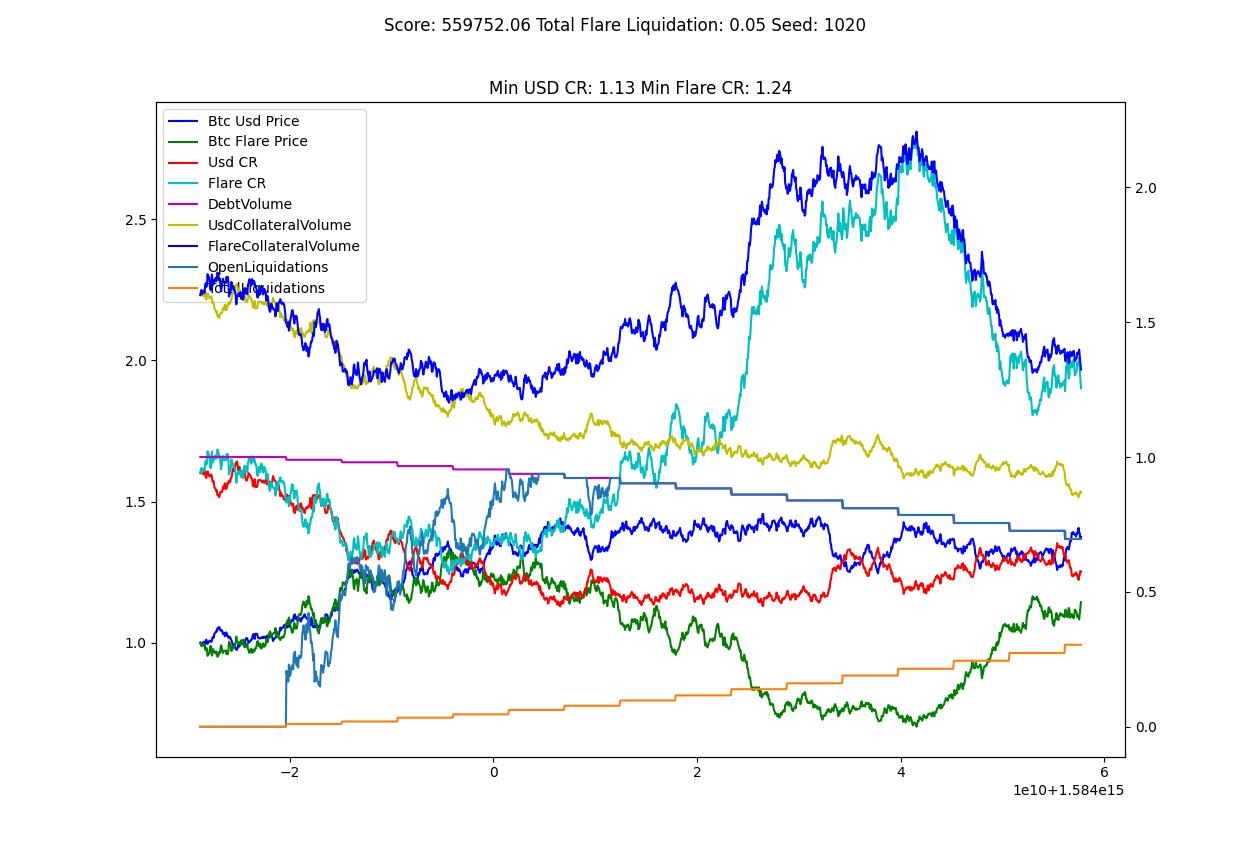 Score: 559752.06 Total Flare Liquidation: 0.05 Seed: 1020
Min USD CR: 1.13 Min Flare CR: 1.24
Btc Usd Price
Btc Flare Price
Usd CR
Flare CR
DebtVolume
UsdCollateralVolume
FlareCollateralVolume
OpenLiquidations
TotalLiquidations
2.5
2.0
1.5
1.0
2.0
1.5
1.0
0.5
0.0
−2 0 2 4 6
1e10+1.584e15